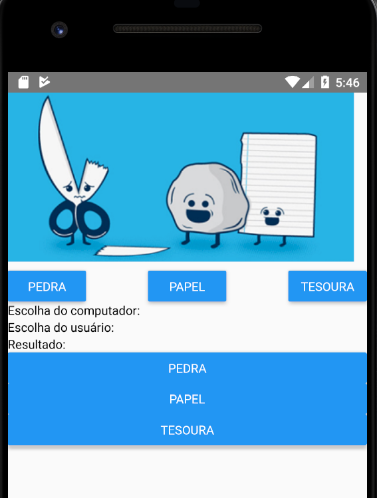 5:46
PEDRA PAPEL TESOURA
Escolha do computador:
Escolha do usuário:
Resultado:
PEDRA
PAPEL
TESOURA